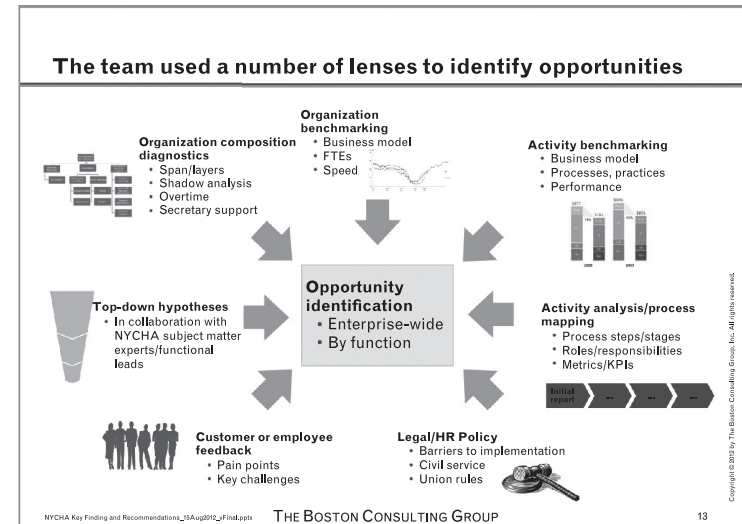 The team used a number of lenses to identify opportunities
Organization composition
diagnostics
• Span/layers
• Shadow analysis
• Overtime
• Secretary support
Organization
benchmarking
• Business model
• FTEs
• Speed
Activity benchmarking
• Business model
• Processes, practices
• Performance
Top-down hypotheses
• In collaboration with
NYCHA subject matter
experts/functional
leads
Opportunity
identification
• Enterprise-wide
• By function
Activity analysis/process
mapping
• Process steps/stages
• Roles/responsibilities
• Metrics/KPIs
Initial
report
...
...
...
Customer or employee
feedback
• Pain points
• Key challenges
Legal/HR Policy
• Barriers to implementation
• Civil service
• Union rules
Copyright © 2012 by The Boston Consulting Group, Inc. All rights reserved.
NYCHA Key Finding and Recommendations_15Aug2012_vFinal.pptx
THE BOSTON CONSULTING GROUP
13